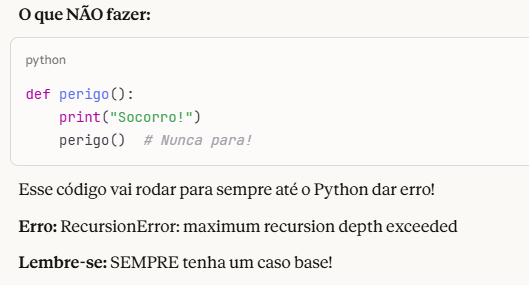 O que NÃO fazer:
python
def perigo():
    print("Socorro!")
    perigo()  # Nunca para!
Esse código vai rodar para sempre até o Python dar erro!
Erro: RecursionError: maximum recursion depth exceeded
Lembre-se: SEMPRE tenha um caso base!